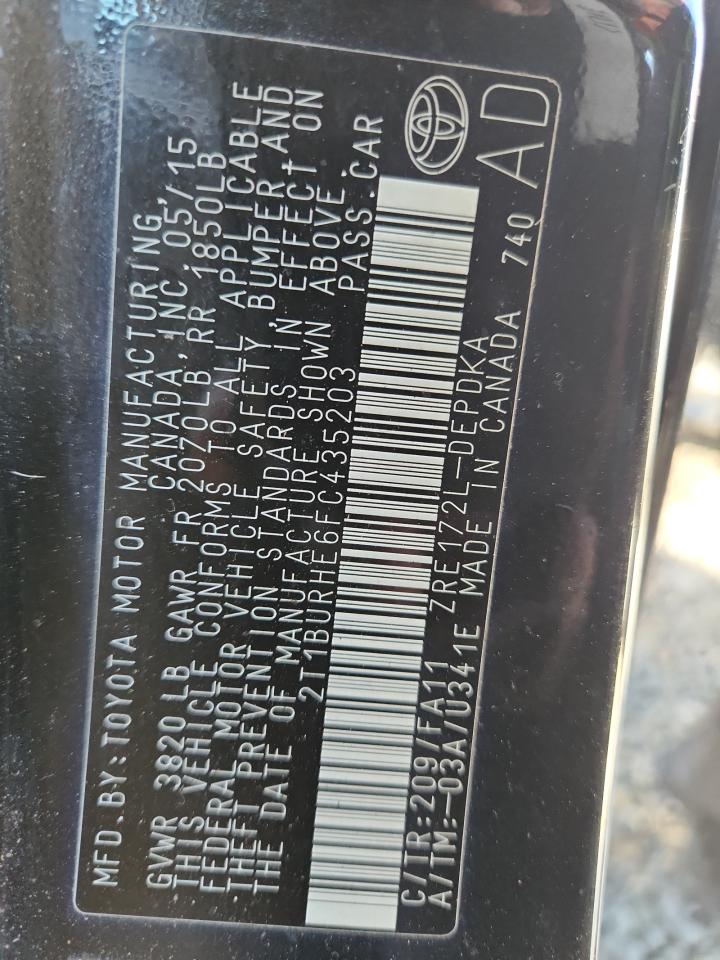 MFD.BY:TOYOTA MOTOR MANUFACTURING,
CANADA,INC. 05/15
GVWR 3820LB GAWR FR 2070LB,RR 1850LB
THIS VEHICLE CONFORMS TO ALL APPLICABLE
FEDERAL MOTOR VEHICLE SAFETY, BUMPER,AND
THEFT PREVENTION STANDARDS IN EFFECT ON
THE DATE OF MANUFACTURE SHOWN ABOVE.
2T1BURHE6FC435203 PASS.CAR
C/TR:209/FA11 ZRE172L-DEPDKA
A/TM:-03A/U341E MADE IN CANADA 740
AD